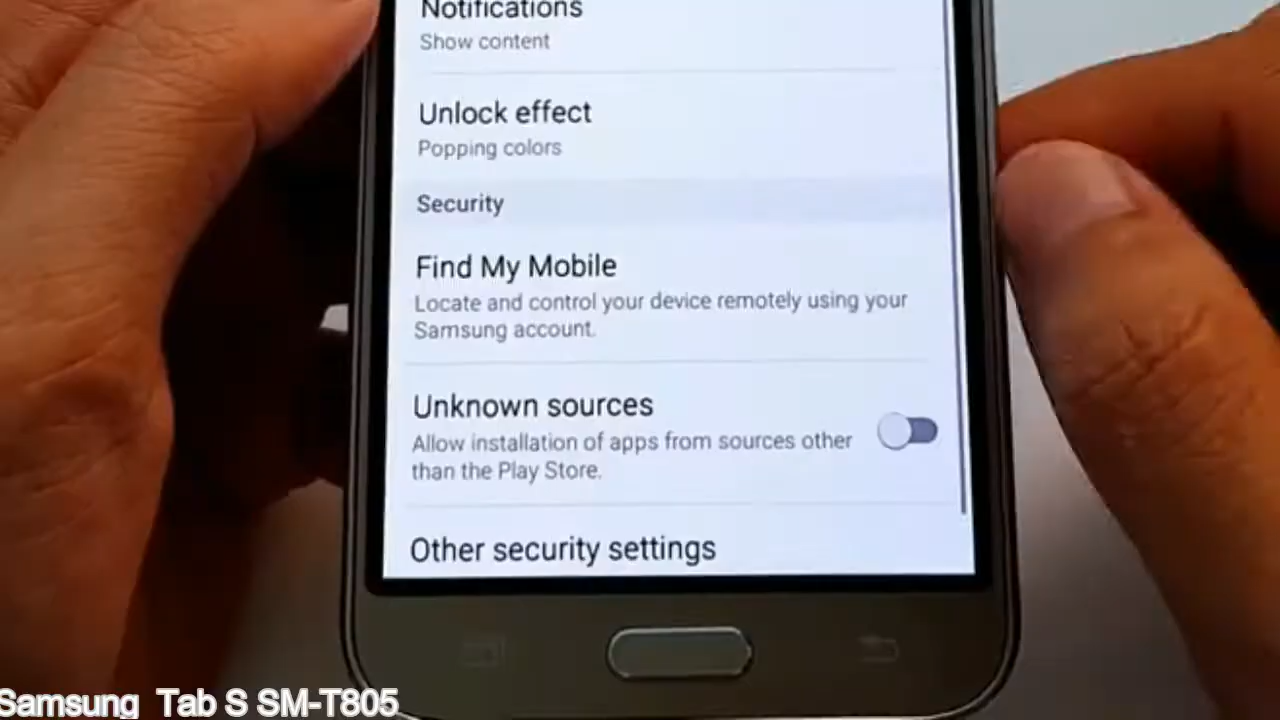 Notifications
Show content
Unlock effect
Popping colors
Security
Find My Mobile
Locate and control your device remotely using your
Samsung account.
Unknown sources
Allow installation of apps from sources other
than the Play Store.
Other security settings
Samsung Tab S SM-T805